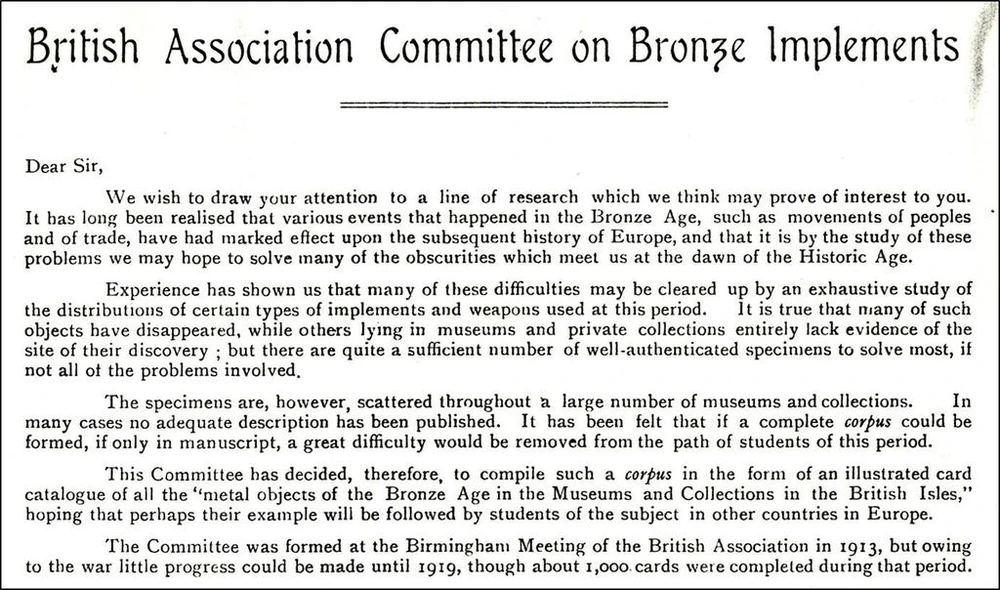 British Association Committee on Bronze Implements
Dear Sir,
We wish to draw your attention to a line of research which we think may prove of interest to you.
It has long been realised that various events that happened in the Bronze Age, such as movements of peoples
and of trade, have had marked effect upon the subsequent history of Europe, and that it is by the study of these
problems we may hope to solve many of the obscurities which meet us at the dawn of the Historic Age.
Experience has shown us that many of these difficulties may be cleared up by an exhaustive study of
the distributions of certain types of implements and weapons used at this period. It is true that many of such
objects have disappeared, while others lying in museums and private collections entirely lack evidence of the
site of their discovery ; but there are quite a sufficient number of well-authenticated specimens to solve most, if
not all of the problems involved.
The specimens are, however, scattered throughout a large number of museums and collections. In
many cases no adequate description has been published. It has been felt that if a complete corpus could be
formed, if only in manuscript, a great difficulty would be removed from the path of students of this period.
This Committee has decided, therefore, to compile such a corpus in the form of an illustrated card
catalogue of all the "metal objects of the Bronze Age in the Museums and Collections in the British Isles,"
hoping that perhaps their example will be followed by students of the subject in other countries in Europe.
The Committee was formed at the Birmingham Meeting of the British Association in 1913, but owing
to the war little progress could be made until 1919, though about 1,000 cards were completed during that period.